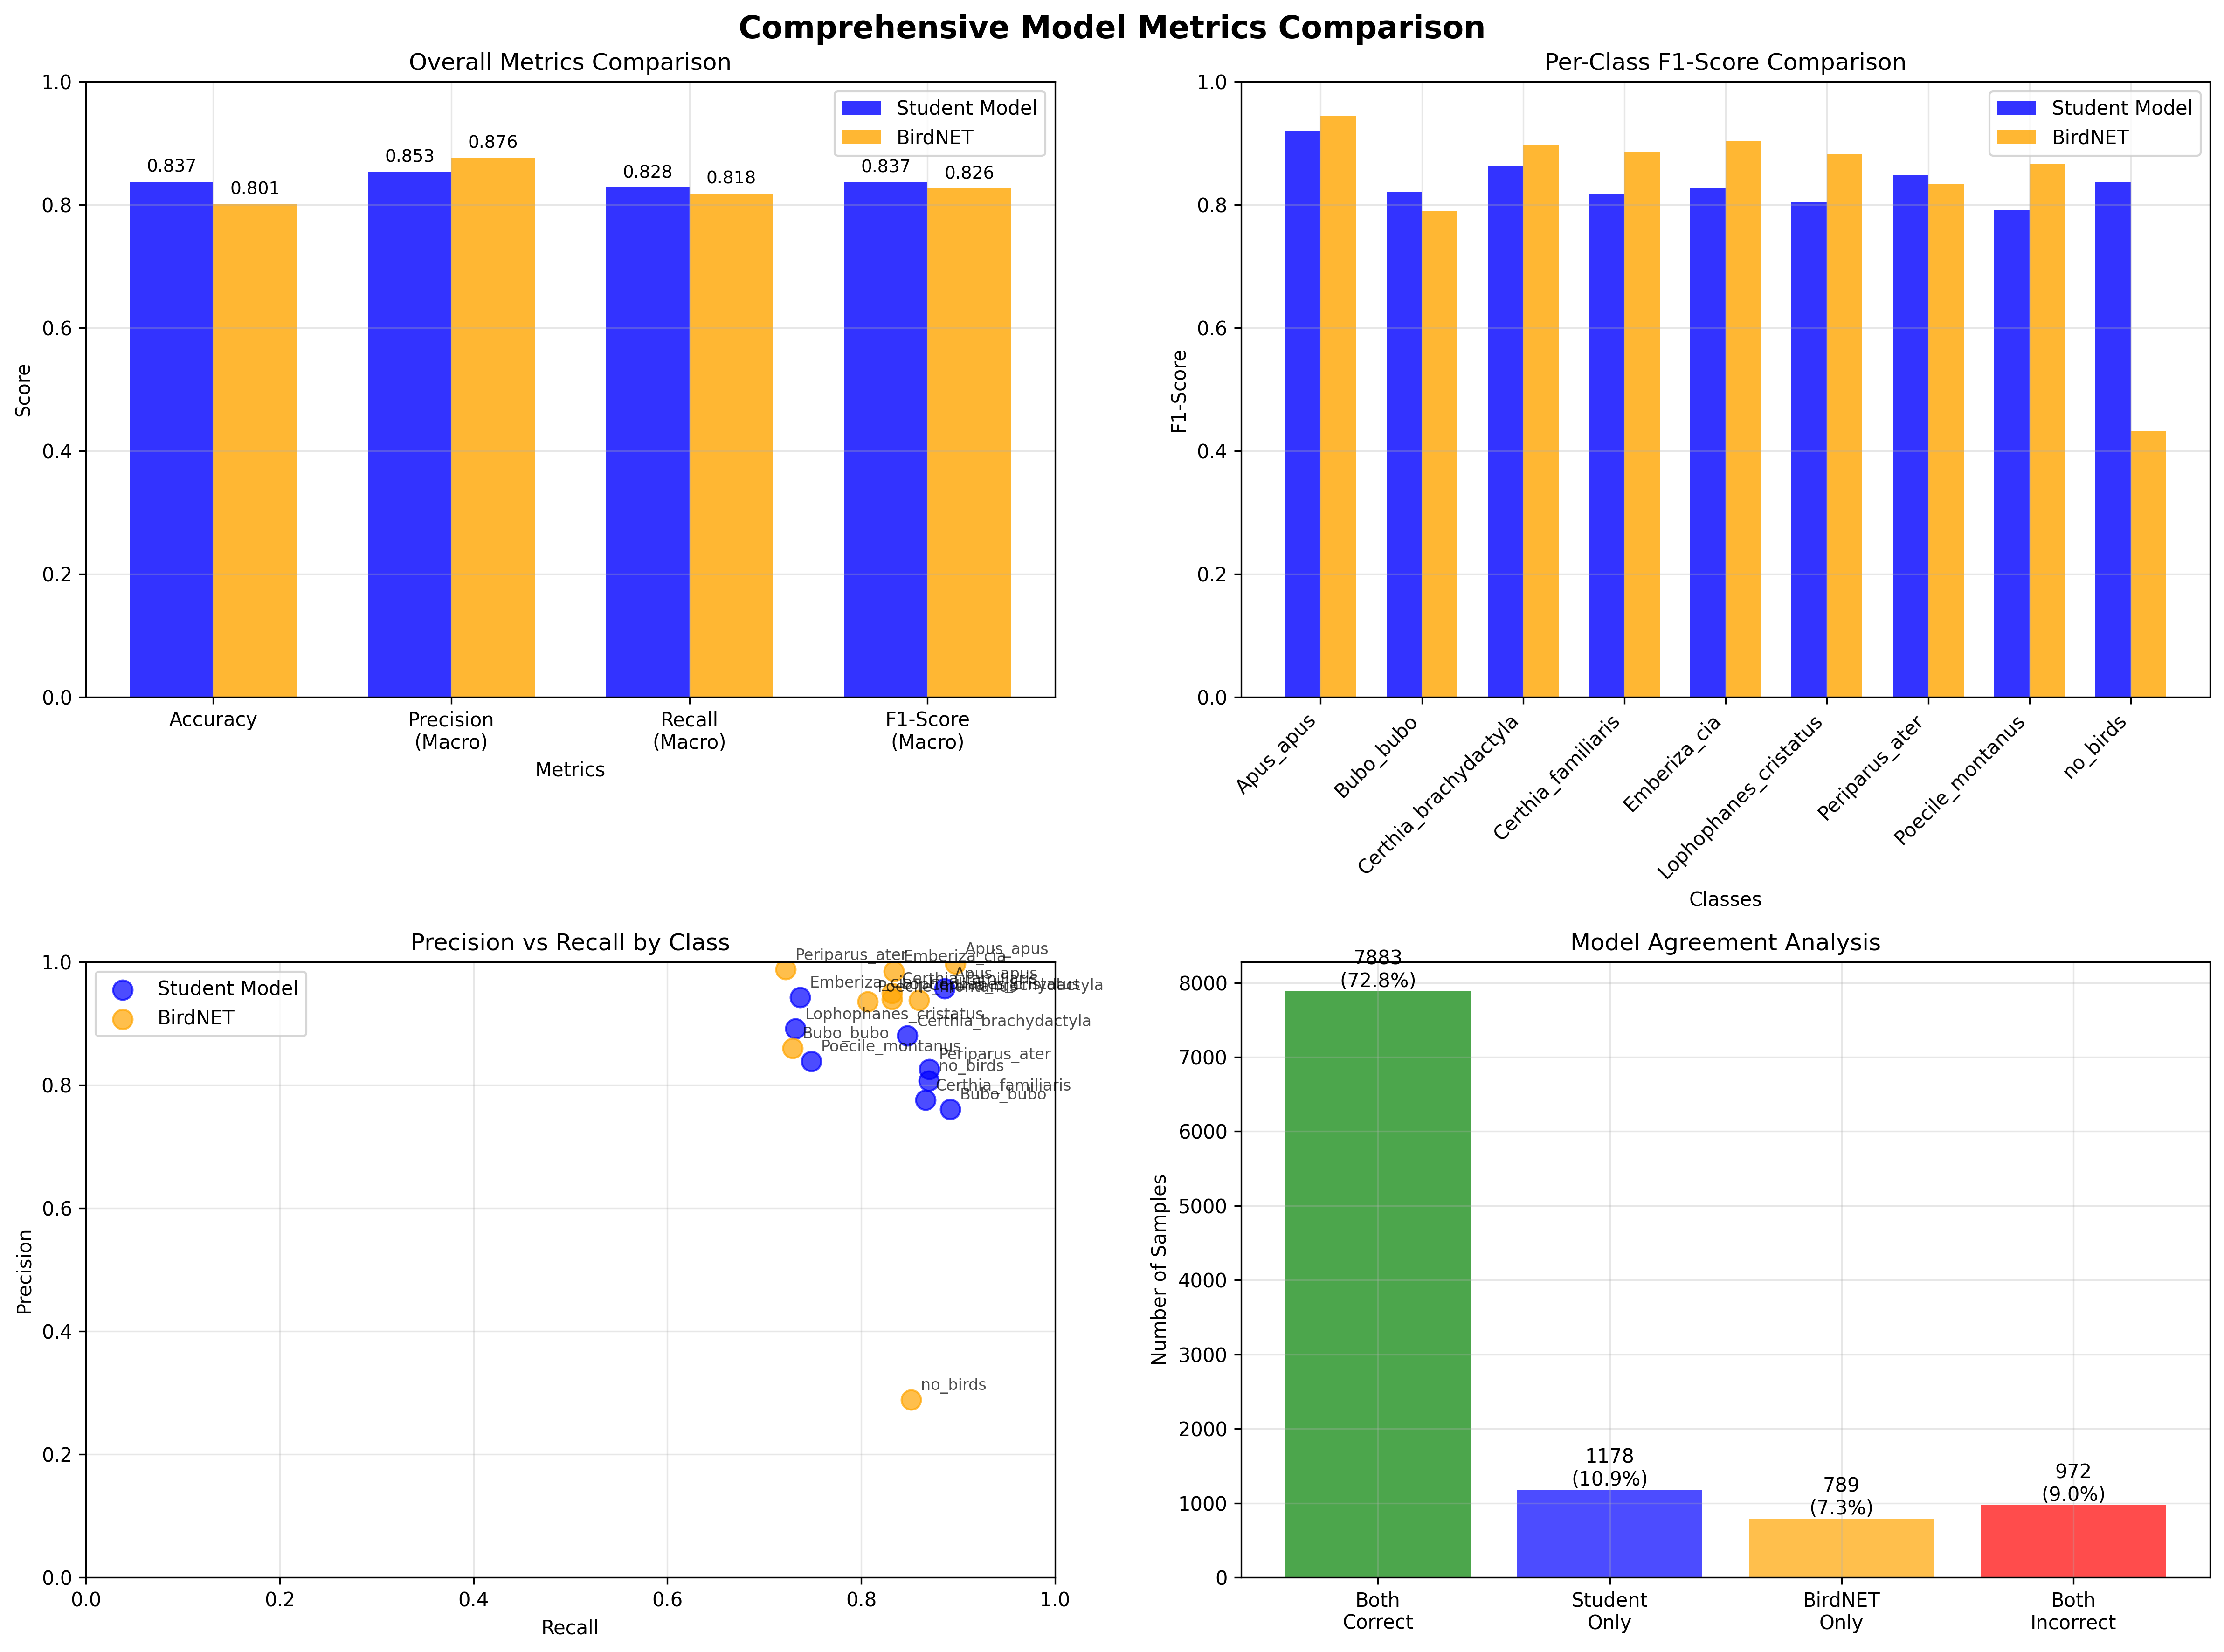 Comprehensive Model Metrics Comparison
Overall Metrics Comparison
Score
1.0
0.8
0.6
0.4
0.2
0.0
Student Model
BirdNET
0.837
0.801
0.853
0.876
0.828
0.818
0.837
0.826
Accuracy
Precision
(Macro)
Recall
(Macro)
F1-Score
(Macro)
Metrics
Per-Class F1-Score Comparison
F1-Score
1.0
0.8
0.6
0.4
0.2
0.0
Student Model
BirdNET
Apus_apus
Bubo_bubo
Certhia_brachydactyla
Certhia_familiaris
Emberiza_cia
Lophophanes_cristatus
Periparus_ater
Poecile_montanus
no_birds
Classes
Precision vs Recall by Class
Precision
1.0
0.8
0.6
0.4
0.2
0.0
Student Model
BirdNET
Periparus_ater
Emberiza_cia
Apus_apus
Apus_apus
Emberiza_cia
Certhia_familiaris
Lophophanes_cristatus
Certhia_brachydactyla
Poecile_montanus
Lophophanes_cristatus
Certhia_brachydactyla
Bubo_bubo
Poecile_montanus
Periparus_ater
no_birds
Certhia_familiaris
Bubo_bubo
no_birds
0.0
0.2
0.4
0.6
0.8
1.0
Recall
Model Agreement Analysis
Number of Samples
8000
7000
6000
5000
4000
3000
2000
1000
0
7883
(72.8%)
1178
(10.9%)
789
(7.3%)
972
(9.0%)
Both
Correct
Student
Only
BirdNET
Only
Both
Incorrect